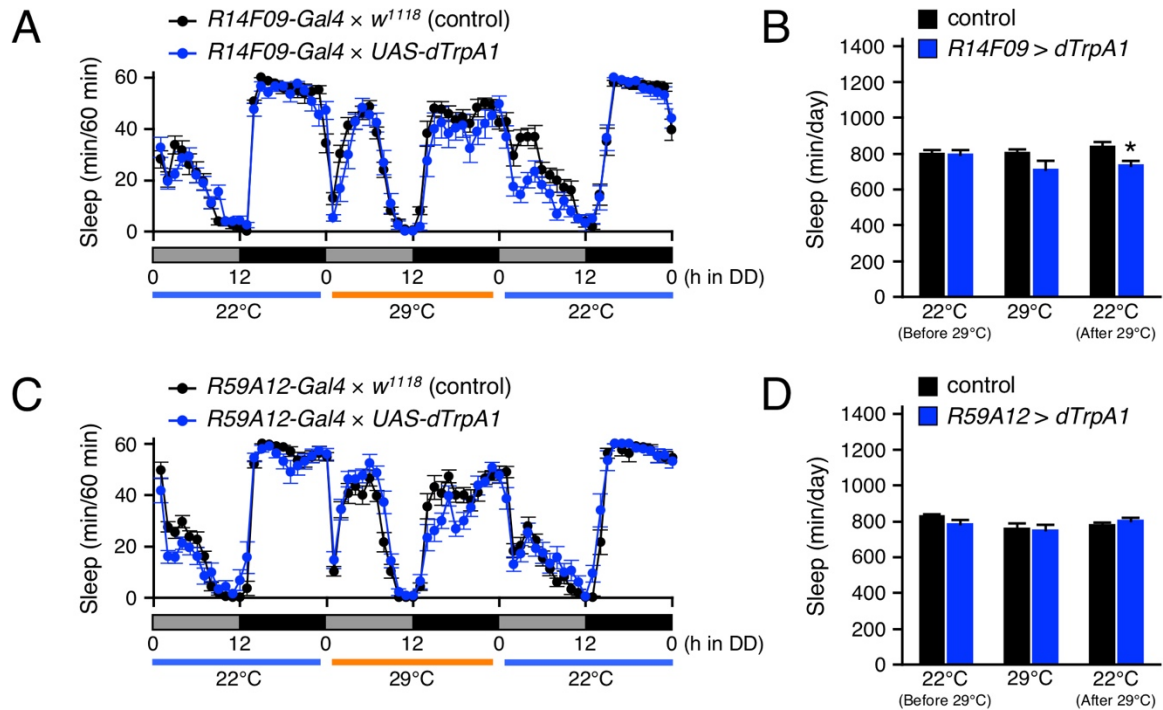 A
R14F09-Gal4 × w¹¹¹⁸ (control)
R14F09-Gal4 × UAS-dTrpA1
Sleep (min/60 min)
60
40
20
0
0 12 0 12 0 12 0 (h in DD)
22°C 29°C 22°C
B
control
R14F09 > dTrpA1
Sleep (min/day)
1400
1200
1000
800
600
400
200
0
*
22°C 29°C 22°C
(Before 29°C) (After 29°C)
C
R59A12-Gal4 × w¹¹¹⁸ (control)
R59A12-Gal4 × UAS-dTrpA1
Sleep (min/60 min)
60
40
20
0
0 12 0 12 0 12 0 (h in DD)
22°C 29°C 22°C
D
control
R59A12 > dTrpA1
Sleep (min/day)
1400
1200
1000
800
600
400
200
0
22°C 29°C 22°C
(Before 29°C) (After 29°C)